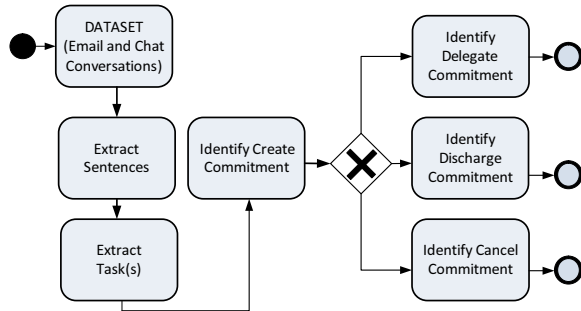 DATASET
(Email and Chat
Conversations)
Extract
Sentences
Extract
Task(s)
Identify Create
Commitment
Identify
Delegate
Commitment
Identify
Discharge
Commitment
Identify Cancel
Commitment